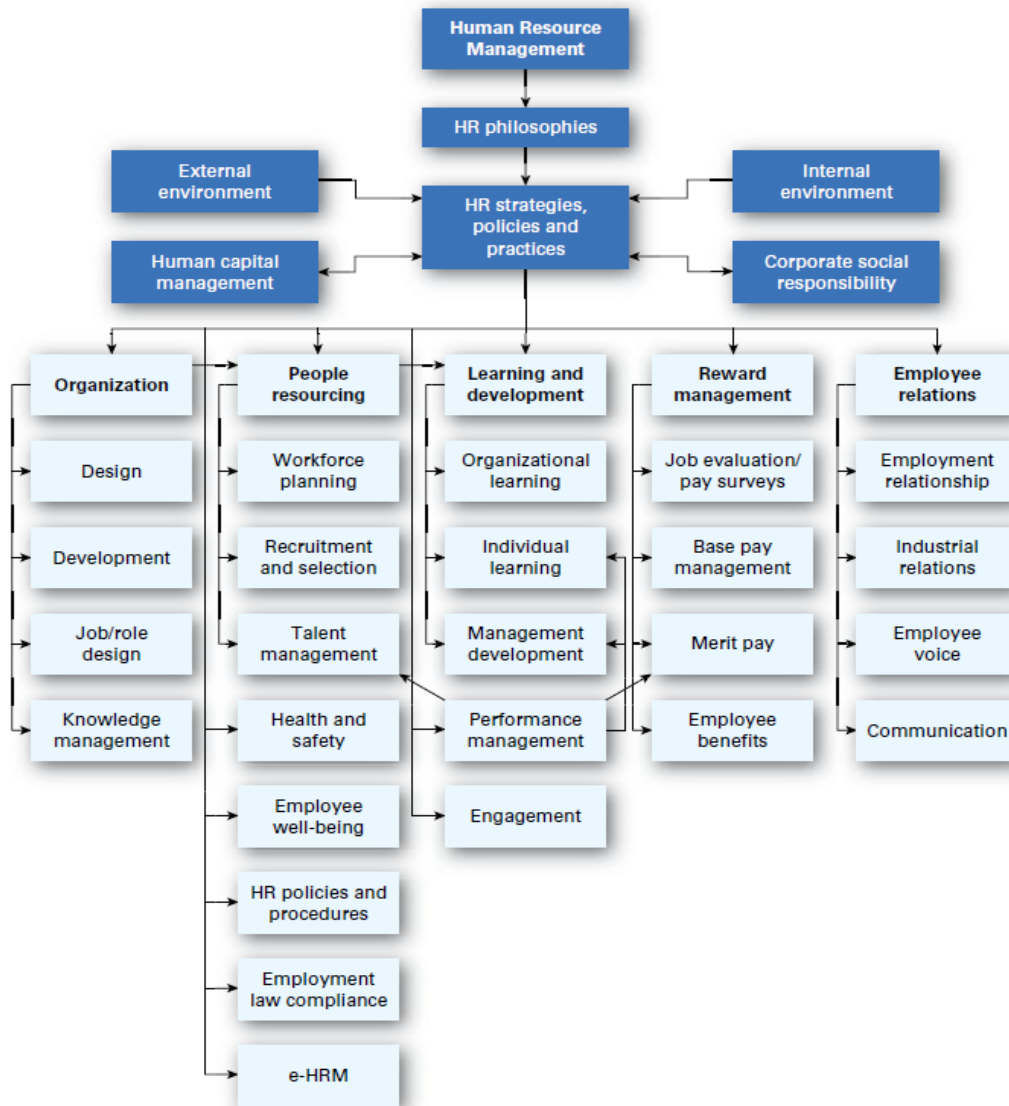 Human Resource
Management
HR philosophies
External
environment
Internal
environment
HR strategies,
policies and
practices
Human capital
management
Corporate social
responsibility
Organization
People
resourcing
Learning and
development
Reward
management
Employee
relations
Design
Workforce
planning
Organizational
learning
Job evaluation/
pay surveys
Employment
relationship
Development
Recruitment
and selection
Individual
learning
Base pay
management
Industrial
relations
Job/role
design
Talent
management
Management
development
Merit pay
Employee
voice
Knowledge
management
Health and
safety
Performance
management
Employee
benefits
Communication
Employee
well-being
Engagement
HR policies and
procedures
Employment
law compliance
e-HRM